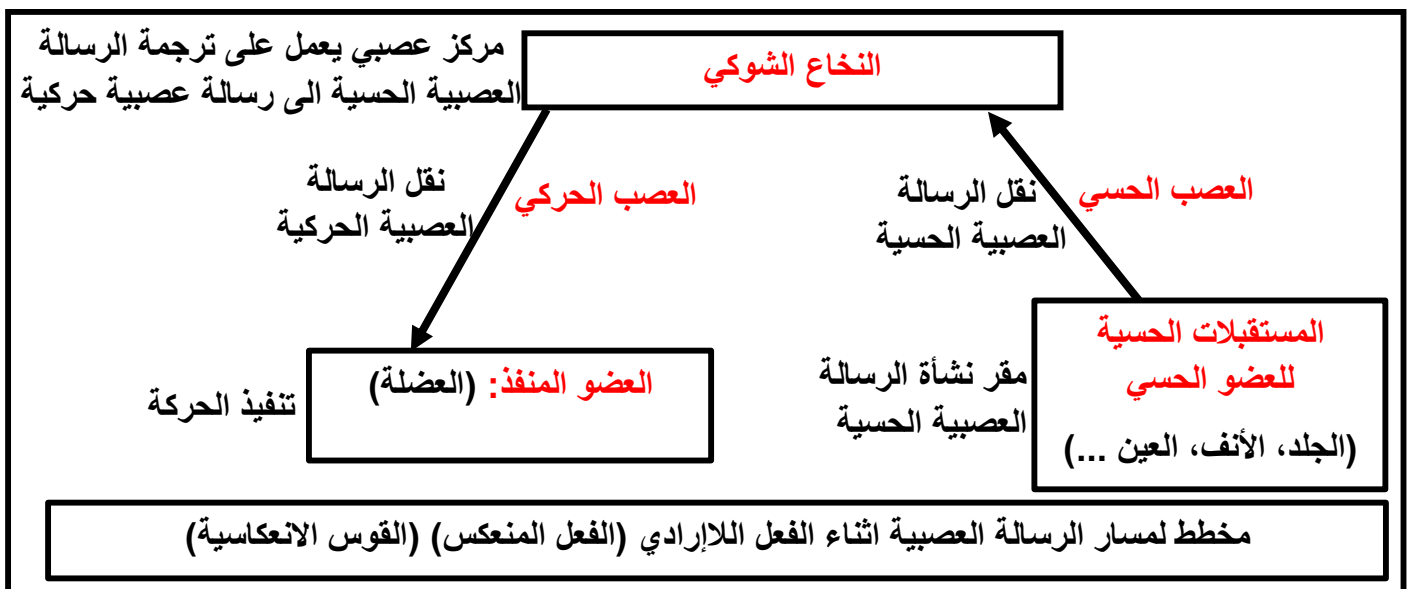 النخاع الشوكي
مركز عصبي يعمل على ترجمة الرسالة
العصبية الحسية الى رسالة عصبية حركية
العصب الحسي
نقل الرسالة
العصبية الحسية
العصب الحركي
نقل الرسالة
العصبية الحركية
المستقبلات الحسية
للعضو الحسي
(الجلد، الأنف، العين ...)
مقر نشأة الرسالة
العصبية الحسية
العضو المنفذ: (العضلة)
تنفيذ الحركة
مخطط لمسار الرسالة العصبية اثناء الفعل اللاإرادي (الفعل المنعكس) (القوس الانعكاسية)